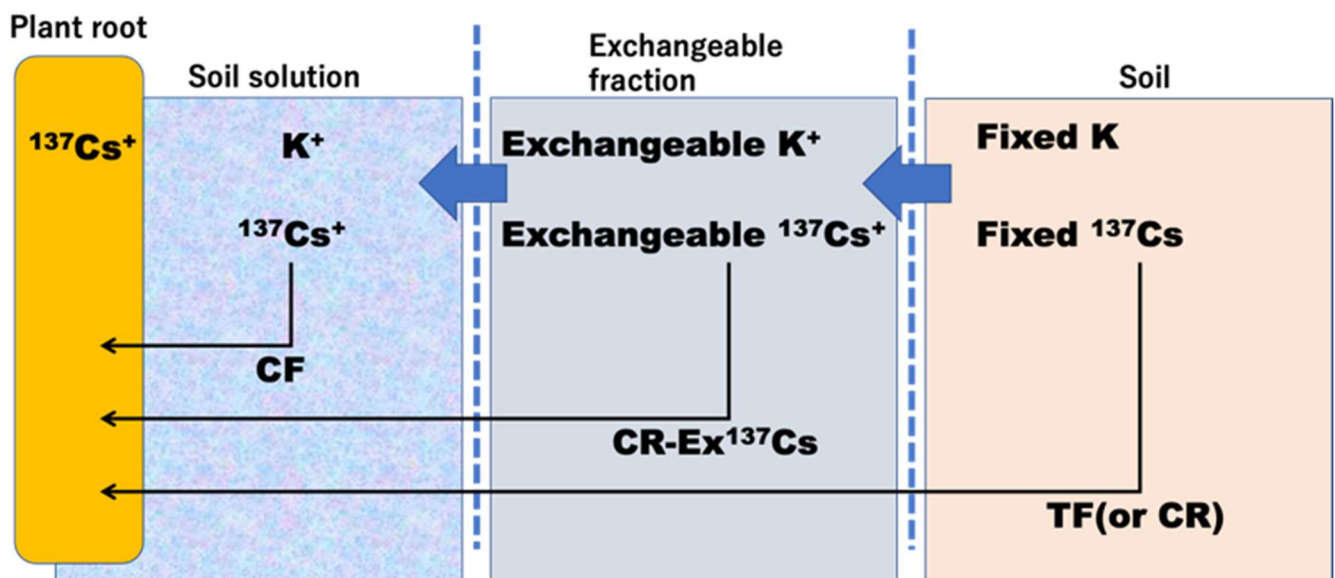 Plant root
Soil solution
Exchangeable
fraction
Soil
¹³⁷Cs⁺
K⁺
Exchangeable K⁺
Fixed K
¹³⁷Cs⁺
Exchangeable ¹³⁷Cs⁺
Fixed ¹³⁷Cs
CF
CR-Ex¹³⁷Cs
TF(or CR)